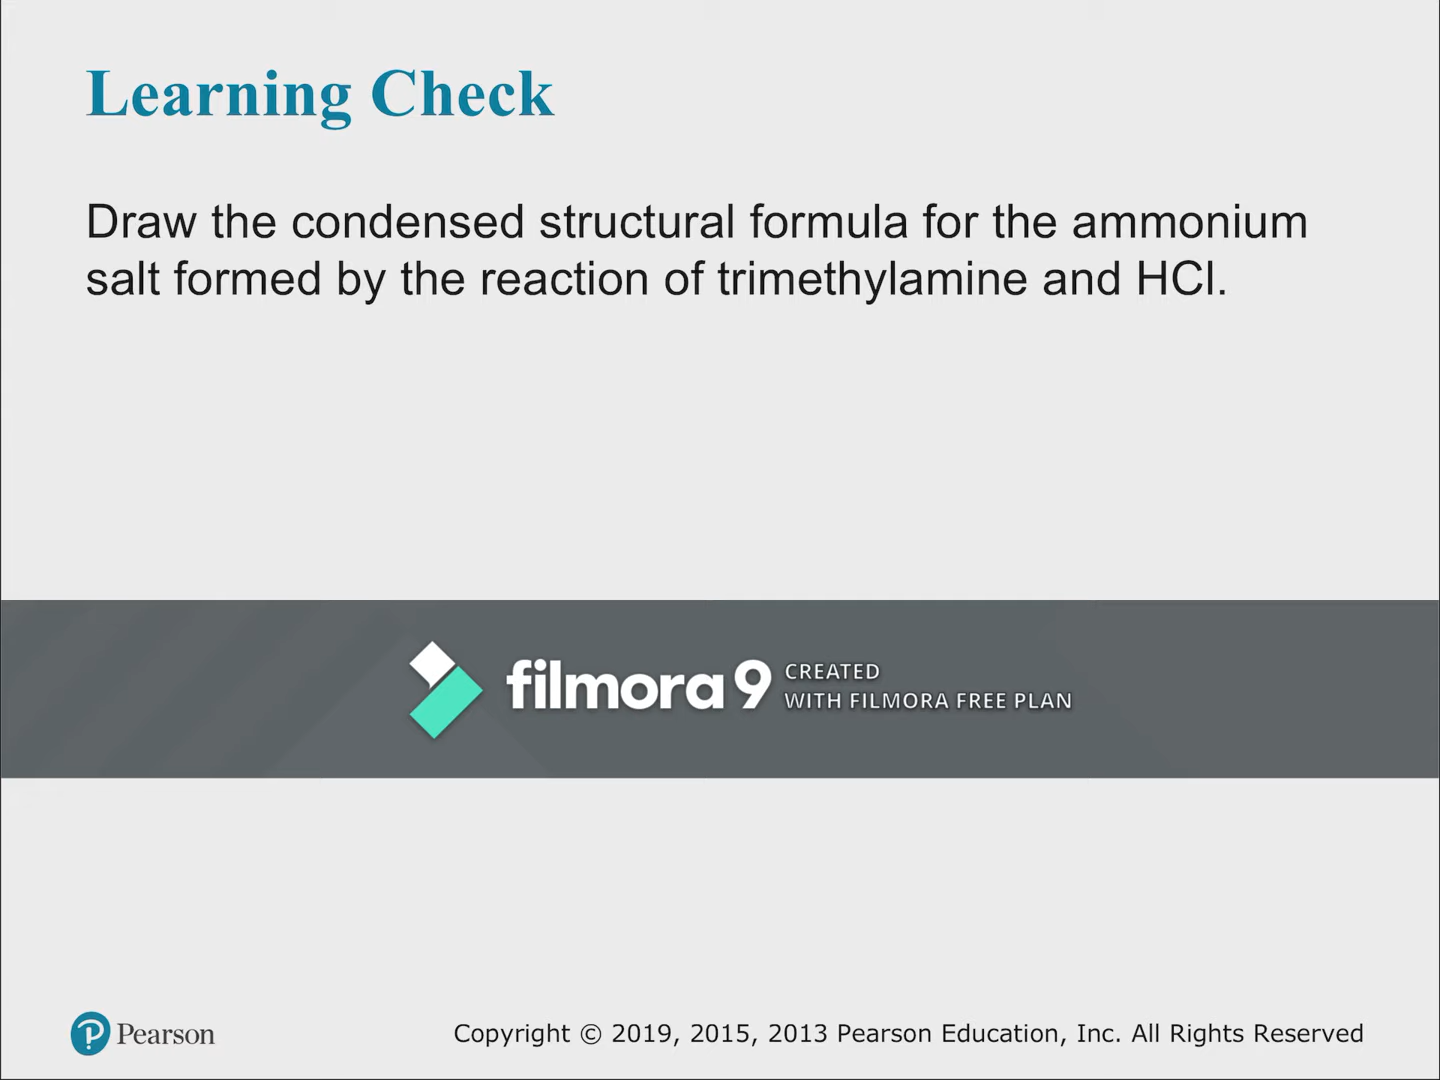 Learning Check
Draw the condensed structural formula for the ammonium
salt formed by the reaction of trimethylamine and HCl.
filmora 9
CREATED
WITH FILMORA FREE PLAN
Pearson
Copyright © 2019, 2015, 2013 Pearson Education, Inc. All Rights Reserved